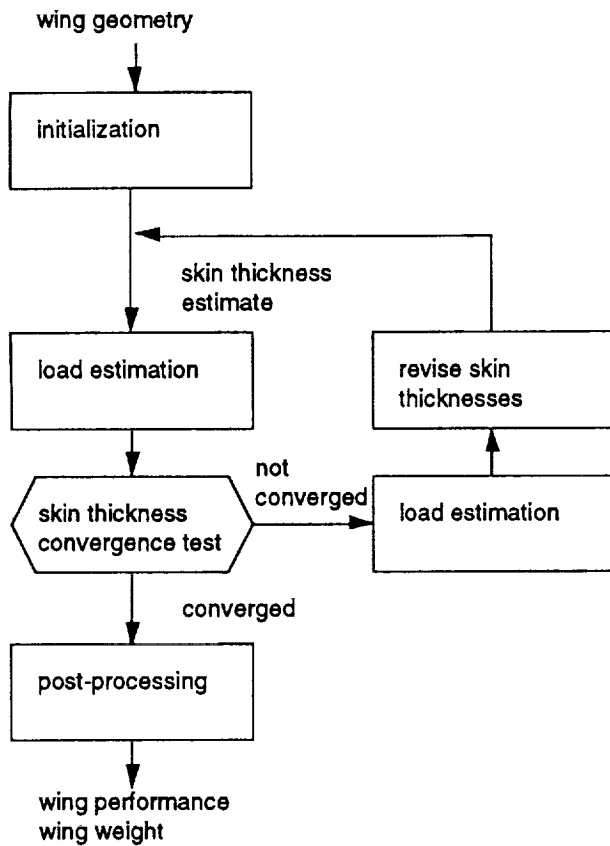 wing geometry
initialization
skin thickness
estimate
load estimation
revise skin
thicknesses
not
converged
skin thickness
convergence test
load estimation
converged
post-processing
wing performance
wing weight